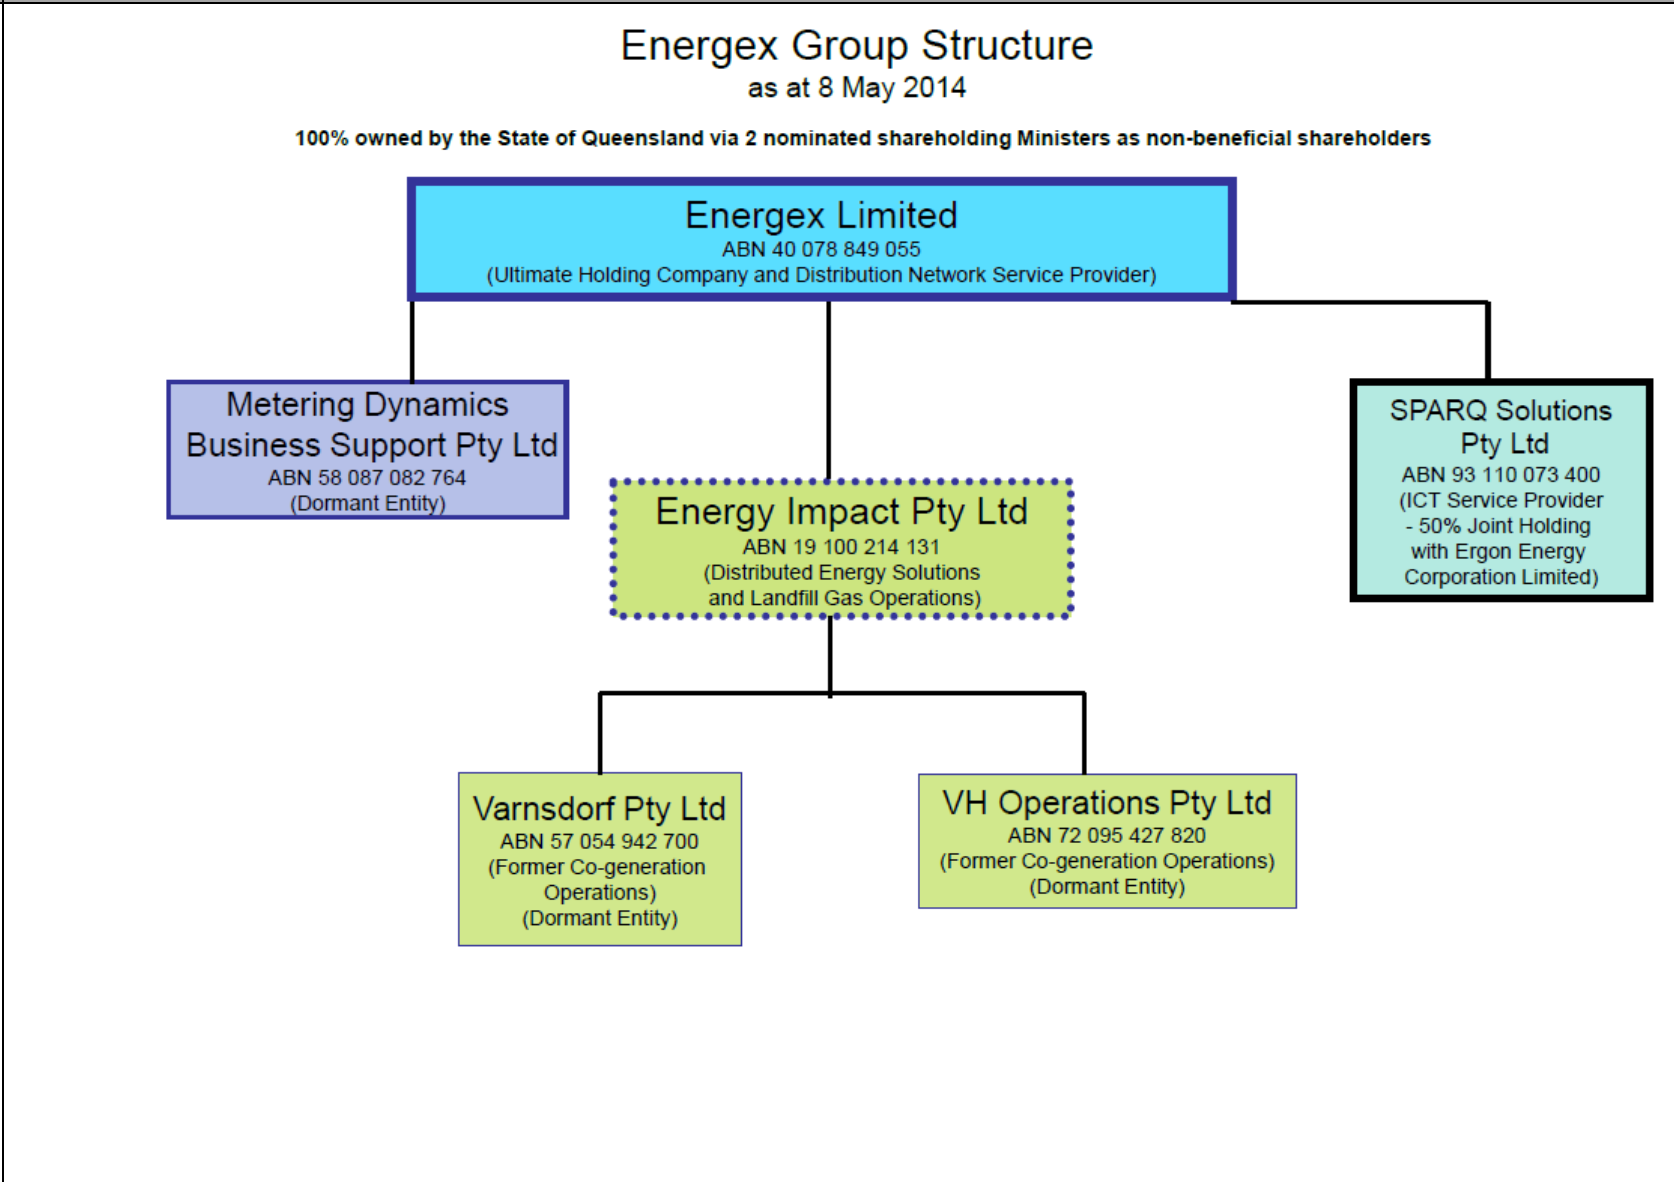 Energex Group Structure
as at 8 May 2014
100% owned by the State of Queensland via 2 nominated shareholding Ministers as non-beneficial shareholders
Energex Limited
ABN 40 078 849 055
(Ultimate Holding Company and Distribution Network Service Provider)
Metering Dynamics
Business Support Pty Ltd
ABN 58 087 082 764
(Dormant Entity)
Energy Impact Pty Ltd
ABN 19 100 214 131
(Distributed Energy Solutions
and Landfill Gas Operations)
SPARQ Solutions
Pty Ltd
ABN 93 110 073 400
(ICT Service Provider
- 50% Joint Holding
with Ergon Energy
Corporation Limited)
Varnsdorf Pty Ltd
ABN 57 054 942 700
(Former Co-generation
Operations)
(Dormant Entity)
VH Operations Pty Ltd
ABN 72 095 427 820
(Former Co-generation Operations)
(Dormant Entity)